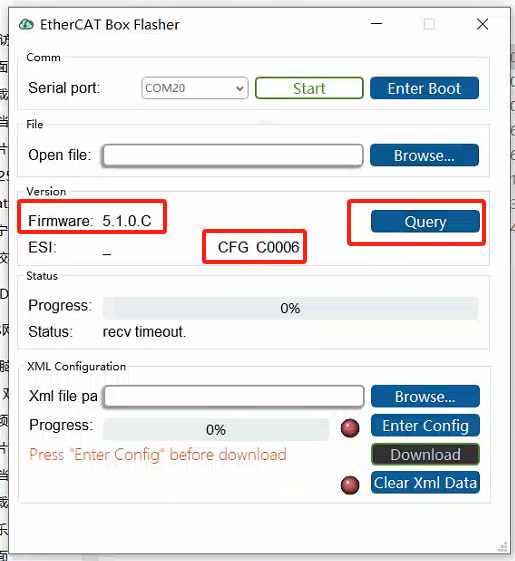 EtherCAT Box Flasher
Comm
Serial port: COM20 Start Enter Boot
File
Open file: Browse...
Version
Firmware: 5.1.0.C Query
ESI: _ CFG C0006
Status
Progress: 0%
Status: recv timeout.
XML Configuration
Xml file pa Browse...
Progress: 0% Enter Config
Press "Enter Config" before download Download
Clear Xml Data